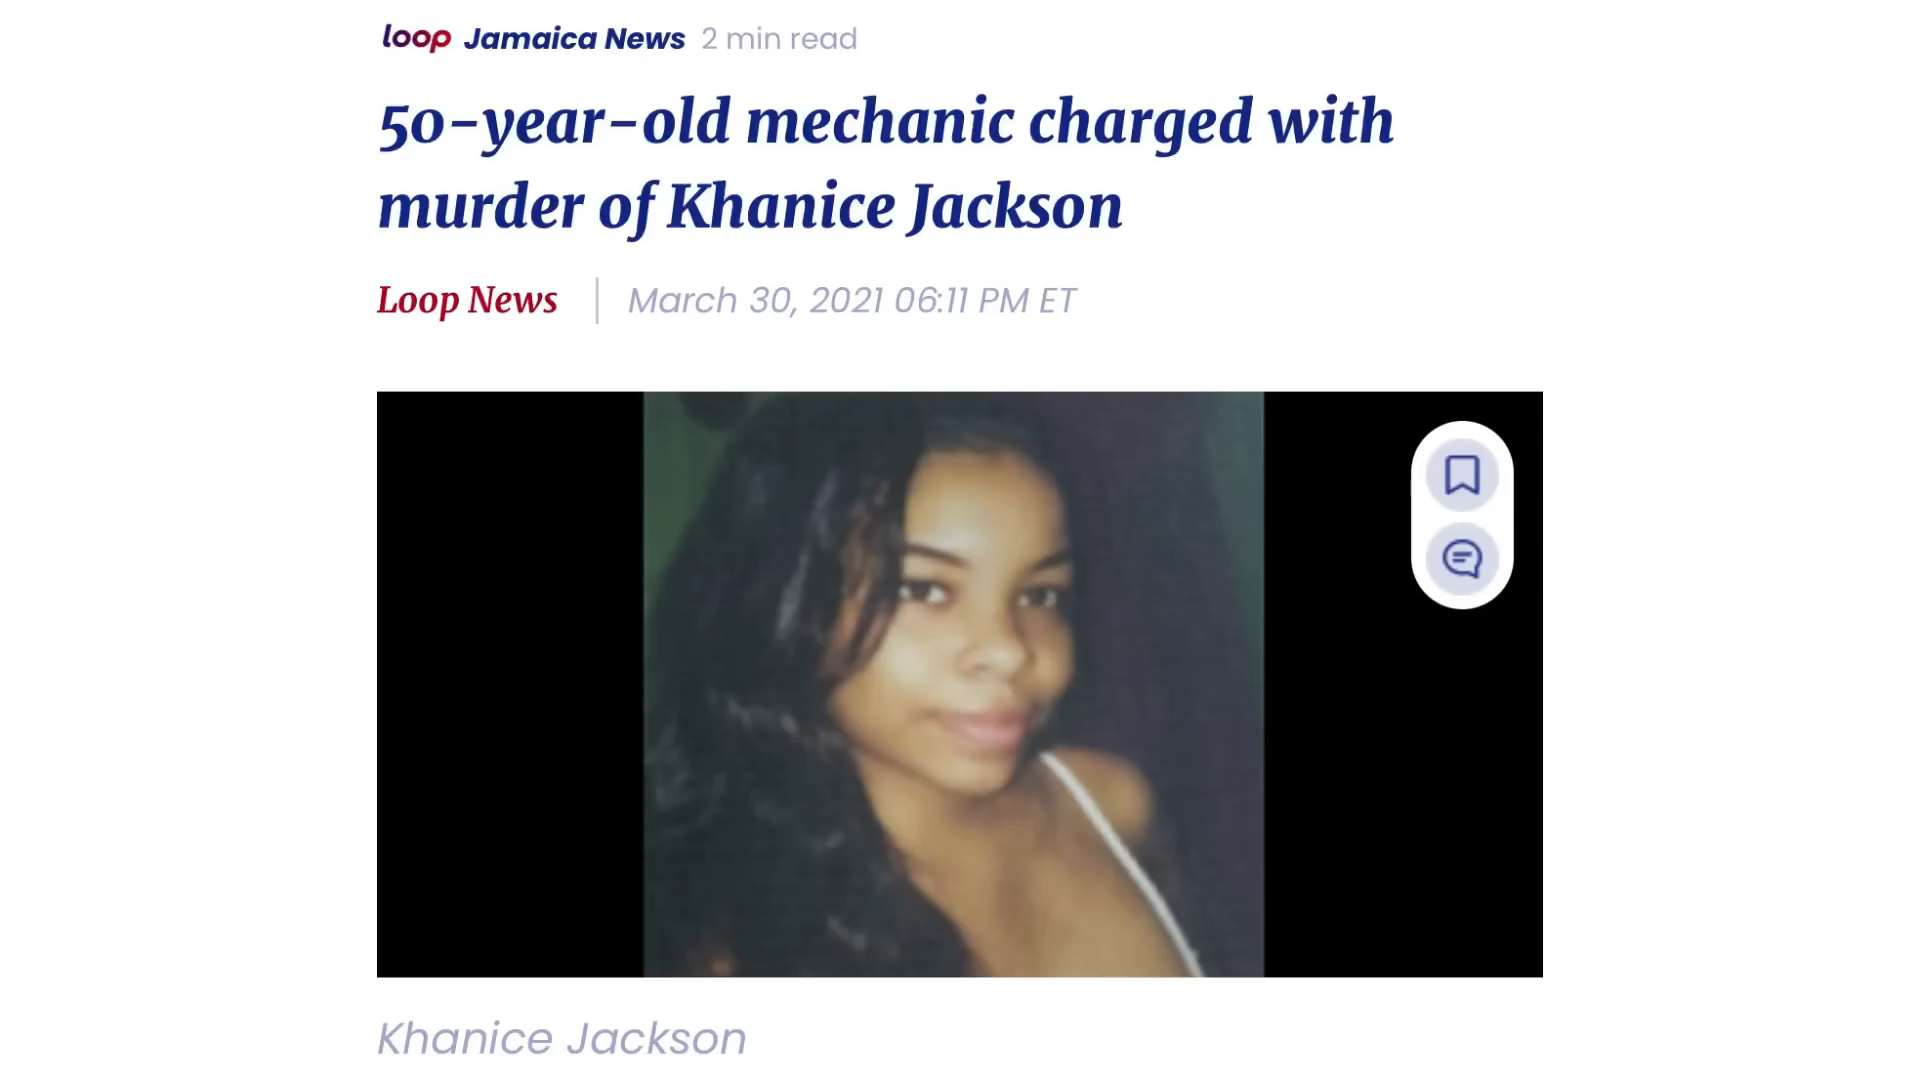 loop Jamaica News 2 min read
50-year-old mechanic charged with
murder of Khanice Jackson
Loop News | March 30, 2021 06:11 PM ET
Khanice Jackson